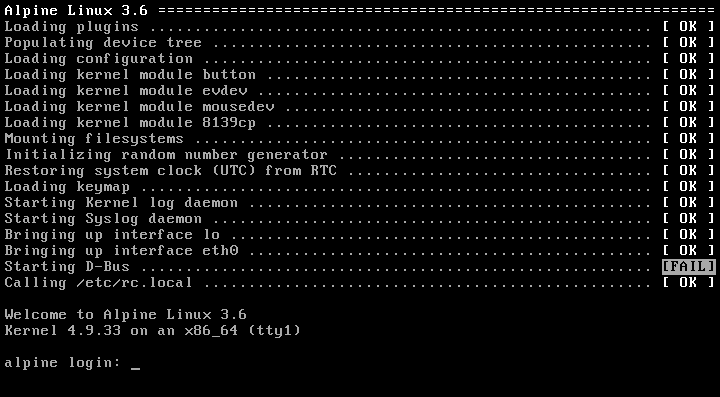 Alpine Linux 3.6 ==============================================================
Loading plugins ......................................................... [ OK ]
Populating device tree .................................................. [ OK ]
Loading configuration ................................................... [ OK ]
Loading kernel module button ............................................ [ OK ]
Loading kernel module evdev ............................................. [ OK ]
Loading kernel module mousedev .......................................... [ OK ]
Loading kernel module 8139cp ............................................ [ OK ]
Mounting filesystems .................................................... [ OK ]
Initializing random number generator .................................... [ OK ]
Restoring system clock (UTC) from RTC ................................... [ OK ]
Loading keymap .......................................................... [ OK ]
Starting Kernel log daemon .............................................. [ OK ]
Starting Syslog daemon .................................................. [ OK ]
Bringing up interface lo ................................................ [ OK ]
Bringing up interface eth0 .............................................. [ OK ]
Starting D-Bus .......................................................... [FAIL]
Calling /etc/rc.local ................................................... [ OK ]
Welcome to Alpine Linux 3.6
Kernel 4.9.33 on an x86_64 (tty1)
alpine login: _